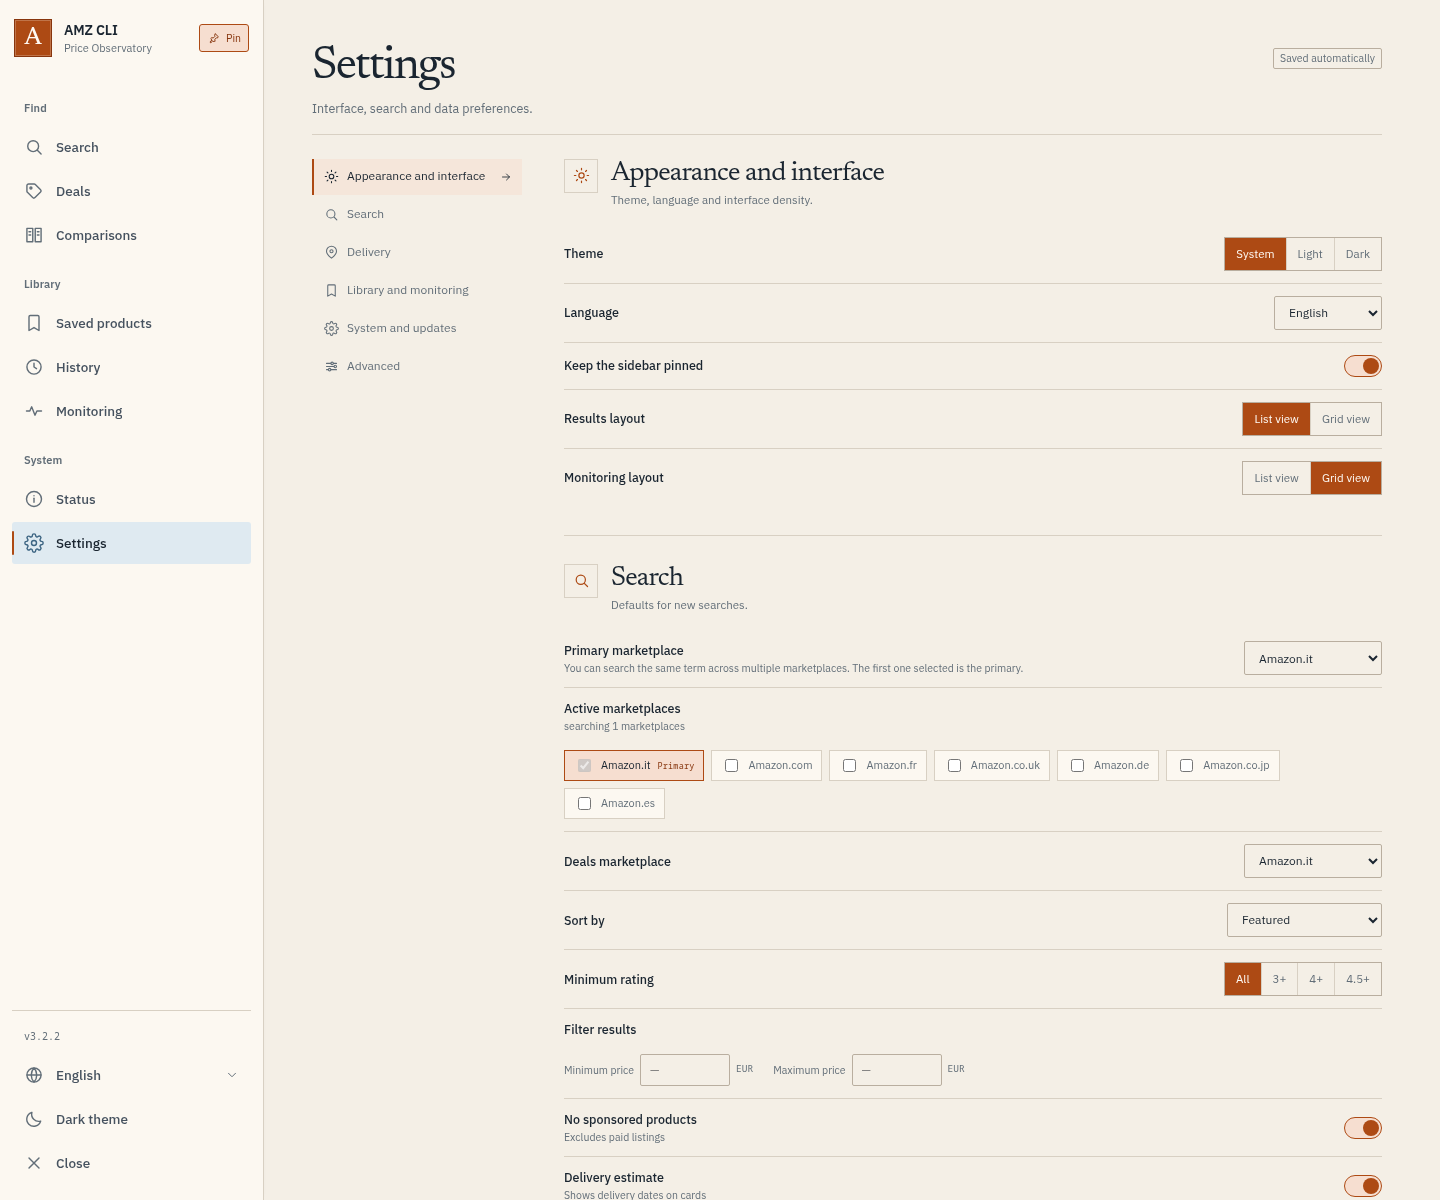 A
AMZ CLI
Price Observatory
Pin
Find
Search
Deals
Comparisons
Library
Saved products
History
Monitoring
System
Status
Settings
v3.2.2
English
Dark theme
Close
Settings
Saved automatically
Interface, search and data preferences.
Appearance and interface
Search
Delivery
Library and monitoring
System and updates
Advanced
Appearance and interface
Theme, language and interface density.
Theme
System Light Dark
Language
English
Keep the sidebar pinned
Results layout
List view Grid view
Monitoring layout
List view Grid view
Search
Defaults for new searches.
Primary marketplace
You can search the same term across multiple marketplaces. The first one selected is the primary.
Amazon.it
Active marketplaces
searching 1 marketplaces
Amazon.it Primary Amazon.com Amazon.fr Amazon.co.uk Amazon.de Amazon.co.jp
Amazon.es
Deals marketplace
Amazon.it
Sort by
Featured
Minimum rating
All 3+ 4+ 4.5+
Filter results
Minimum price — EUR Maximum price — EUR
No sponsored products
Excludes paid listings
Delivery estimate
Shows delivery dates on cards